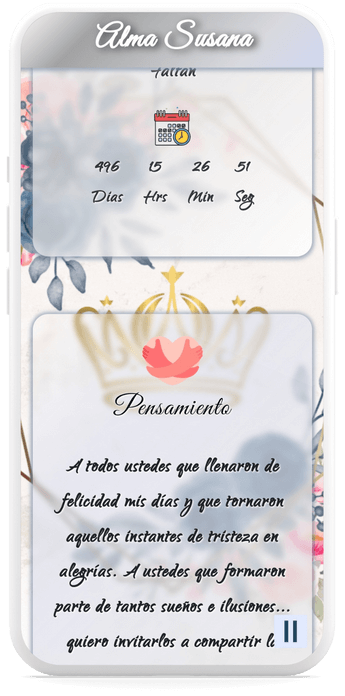 Alma Susana
Faltan
496 15 26 51
Días Hrs Min Seg
Pensamiento
A todos ustedes que llenaron de
felicidad mis días y que tornaron
aquellos instantes de tristeza en
alegrías. A ustedes que formaron
parte de tantos sueños e ilusiones...
quiero invitarlos a compartir la